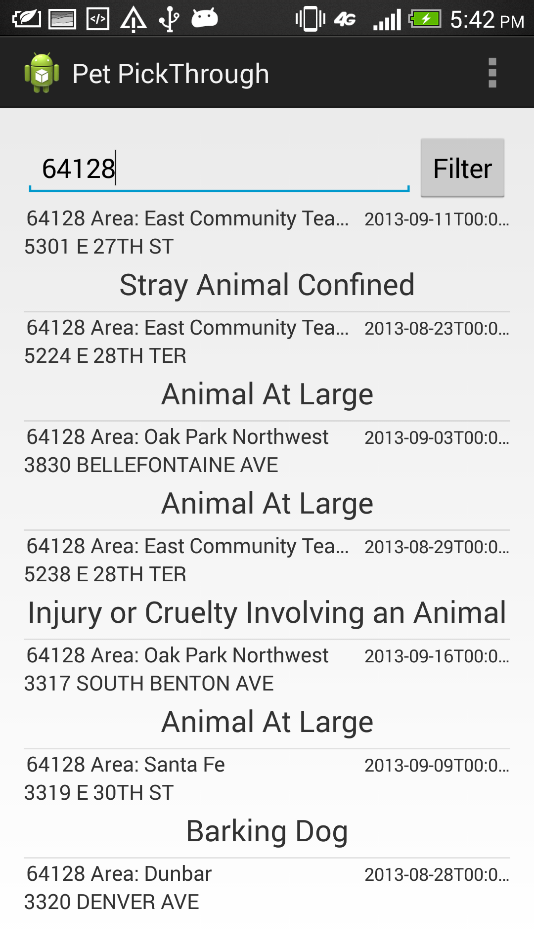 4G 5:42 PM
Pet PickThrough
64128 Filter
64128 Area: East Community Tea... 2013-09-11T00:0...
5301 E 27TH ST
Stray Animal Confined
64128 Area: East Community Tea... 2013-08-23T00:0...
5224 E 28TH TER
Animal At Large
64128 Area: Oak Park Northwest 2013-09-03T00:0...
3830 BELLEFONTAINE AVE
Animal At Large
64128 Area: East Community Tea... 2013-08-29T00:0...
5238 E 28TH TER
Injury or Cruelty Involving an Animal
64128 Area: Oak Park Northwest 2013-09-16T00:0...
3317 SOUTH BENTON AVE
Animal At Large
64128 Area: Santa Fe 2013-09-09T00:0...
3319 E 30TH ST
Barking Dog
64128 Area: Dunbar 2013-08-28T00:0...
3320 DENVER AVE